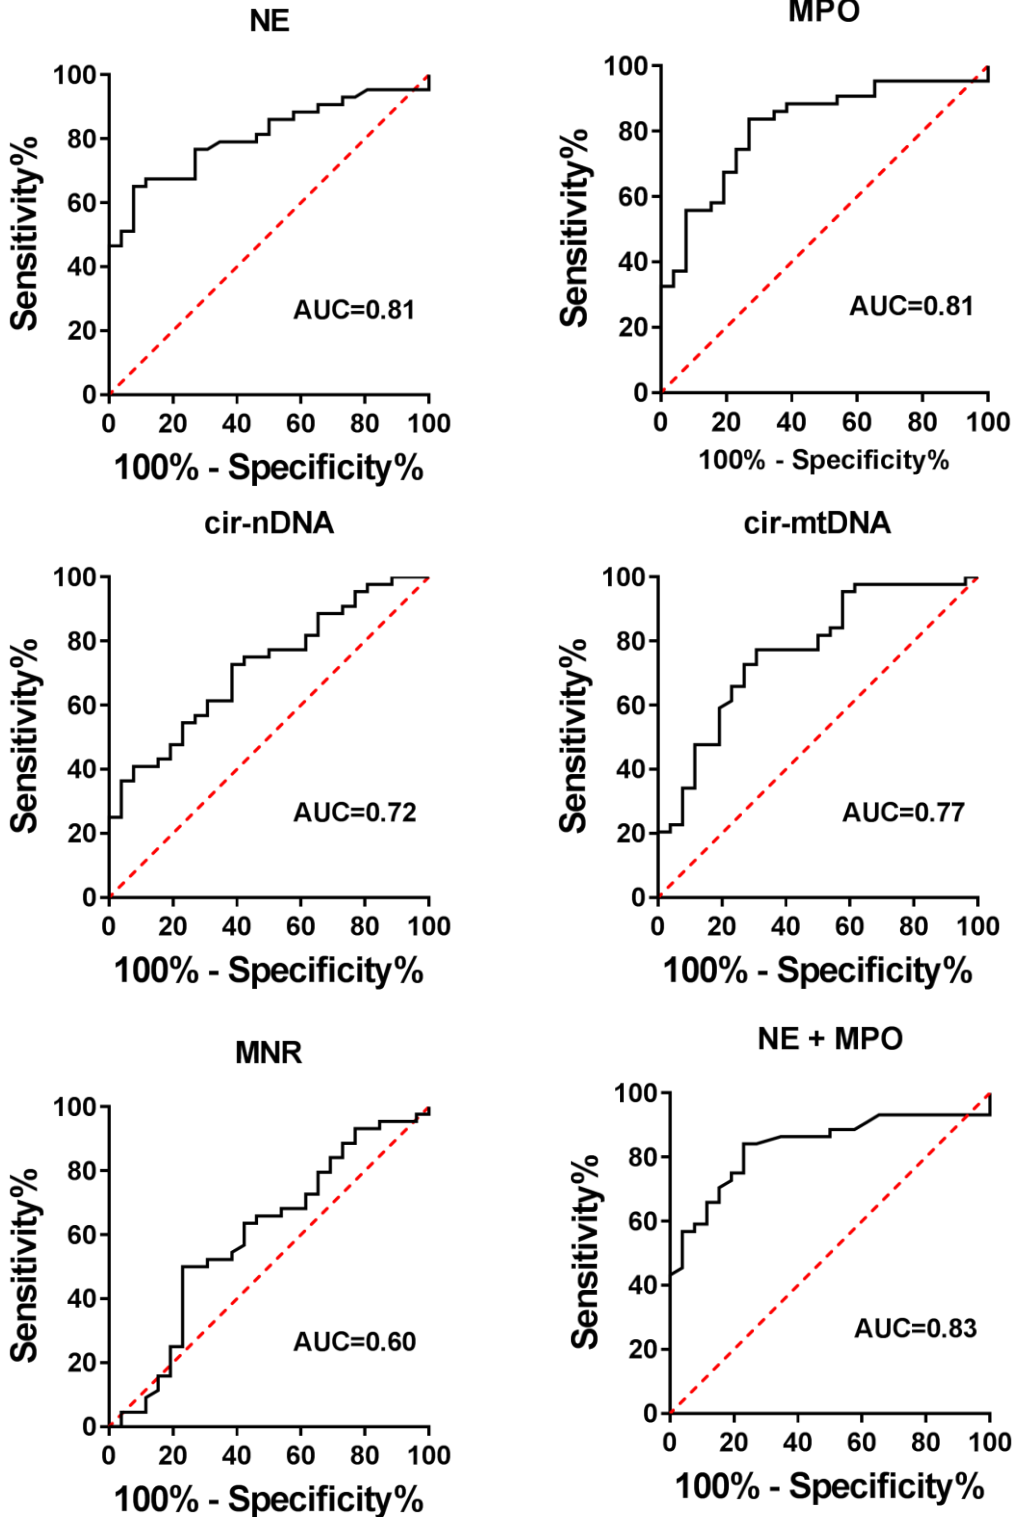 NE
100
80
60
40
20
0
Sensitivity%
AUC=0.81
0 20 40 60 80 100
100% - Specificity%
MPO
100
80
60
40
20
0
Sensitivity%
AUC=0.81
0 20 40 60 80 100
100% - Specificity%
cir-nDNA
100
80
60
40
20
0
Sensitivity%
AUC=0.72
0 20 40 60 80 100
100% - Specificity%
cir-mtDNA
100
80
60
40
20
0
Sensitivity%
AUC=0.77
0 20 40 60 80 100
100% - Specificity%
MNR
100
80
60
40
20
0
Sensitivity%
AUC=0.60
0 20 40 60 80 100
100% - Specificity%
NE + MPO
100
80
60
40
20
0
Sensitivity%
AUC=0.83
0 20 40 60 80 100
100% - Specificity%